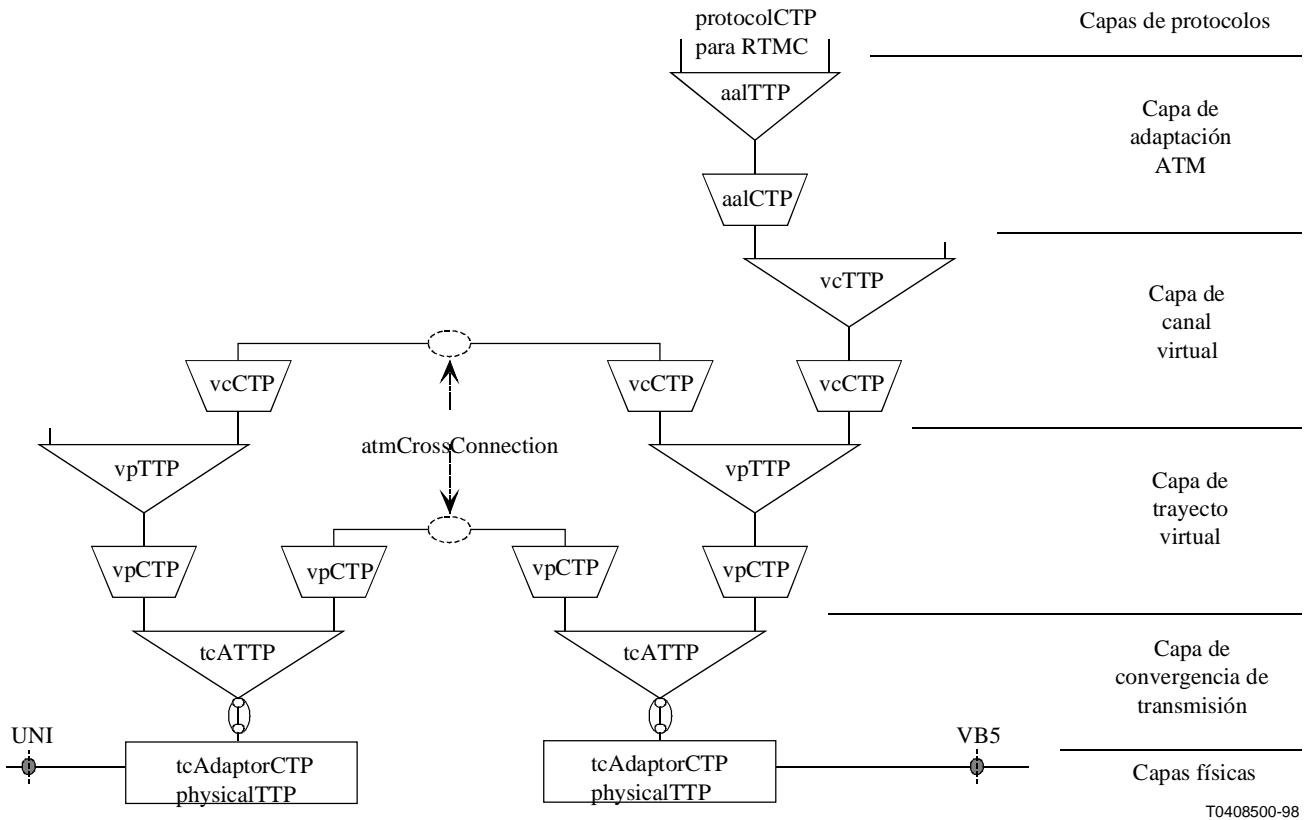 protocolCTP
para RTMC
Capas de protocolos
aalTTP
Capa de
adaptación
ATM
aalCTP
vcTTP
Capa de
canal
virtual
vcCTP
vcCTP
vcCTP
atmCrossConnection
vpTTP
vpTTP
Capa de
trayecto
virtual
vpCTP
vpCTP
vpCTP
vpCTP
tcATTP
tcATTP
Capa de
convergencia de
transmisión
UNI
VB5
tcAdaptorCTP
physicalTTP
tcAdaptorCTP
physicalTTP
Capas físicas
T0408500-98